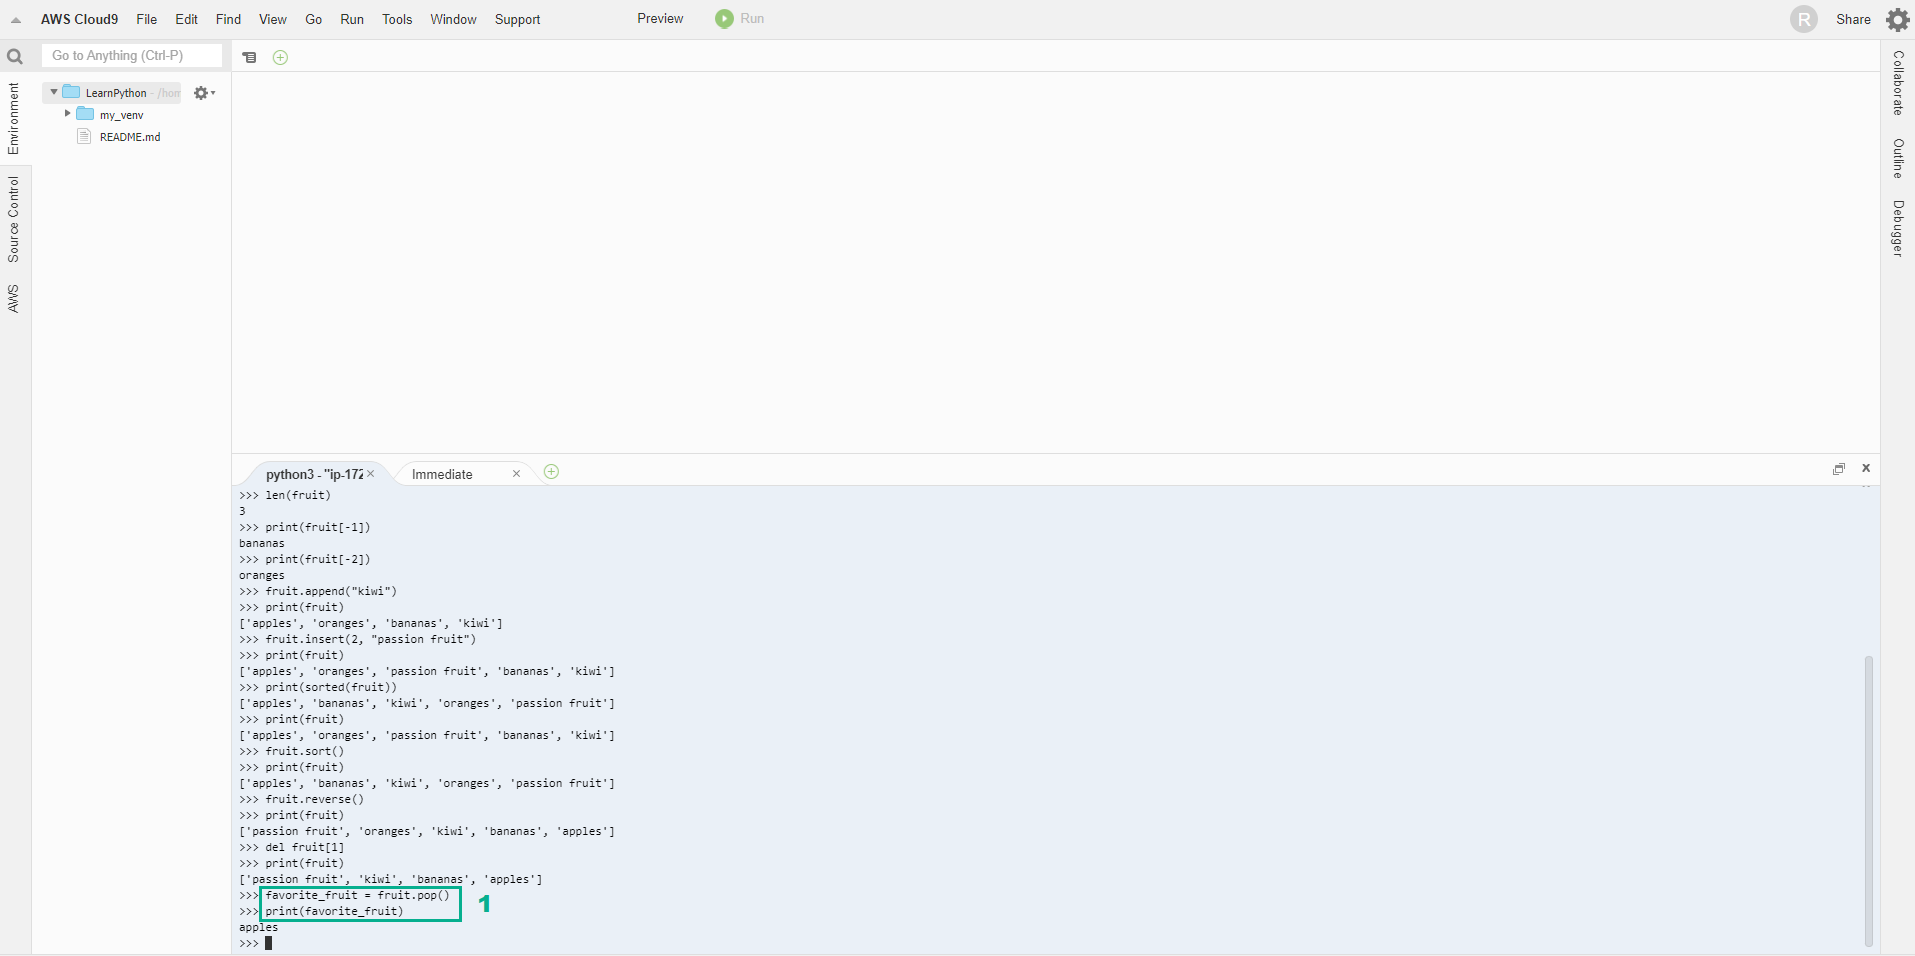 AWS Cloud9 File Edit Find View Go Run Tools Window Support Preview Run R Share
Go to Anything (Ctrl-P)
Environment
Source Control
AWS
LearnPython - /hom
my_venv
README.md
Collaborate
Outline
Debugger
python3 - "ip-172 × Immediate ×
>>> len(fruit)
3
>>> print(fruit[-1])
bananas
>>> print(fruit[-2])
oranges
>>> fruit.append("kiwi")
>>> print(fruit)
['apples', 'oranges', 'bananas', 'kiwi']
>>> fruit.insert(2, "passion fruit")
>>> print(fruit)
['apples', 'oranges', 'passion fruit', 'bananas', 'kiwi']
>>> print(sorted(fruit))
['apples', 'bananas', 'kiwi', 'oranges', 'passion fruit']
>>> print(fruit)
['apples', 'oranges', 'passion fruit', 'bananas', 'kiwi']
>>> fruit.sort()
>>> print(fruit)
['apples', 'bananas', 'kiwi', 'oranges', 'passion fruit']
>>> fruit.reverse()
>>> print(fruit)
['passion fruit', 'oranges', 'kiwi', 'bananas', 'apples']
>>> del fruit[1]
>>> print(fruit)
['passion fruit', 'kiwi', 'bananas', 'apples']
>>> favorite_fruit = fruit.pop()
>>> print(favorite_fruit)
1
apples
>>>